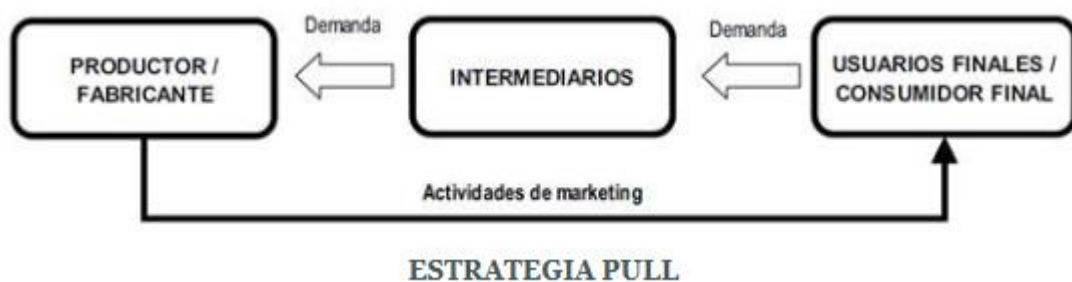 Demanda
Demanda
PRODUCTOR /
FABRICANTE
INTERMEDIARIOS
USUARIOS FINALES /
CONSUMIDOR FINAL
Actividades de marketing
ESTRATEGIA PULL